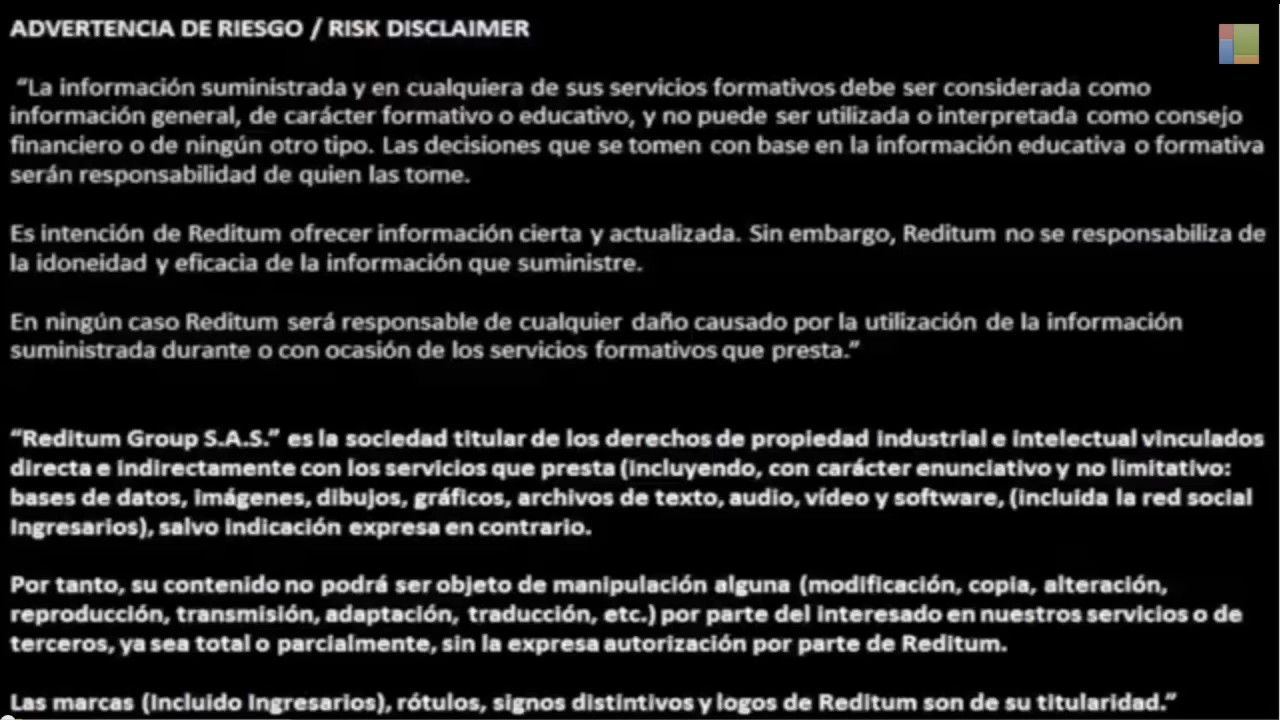 ADVERTENCIA DE RIESGO / RISK DISCLAIMER
“La información suministrada y en cualquiera de sus servicios formativos debe ser considerada como
información general, de carácter formativo o educativo, y no puede ser utilizada o interpretada como consejo
financiero o de ningún otro tipo. Las decisiones que se tomen con base en la información educativa o formativa
serán responsabilidad de quien las tome.
Es intención de Reditum ofrecer información cierta y actualizada. Sin embargo, Reditum no se responsabiliza de
la idoneidad y eficacia de la información que suministre.
En ningún caso Reditum será responsable de cualquier daño causado por la utilización de la información
suministrada durante o con ocasión de los servicios formativos que presta.”
“Reditum Group S.A.S.” es la sociedad titular de los derechos de propiedad industrial e intelectual vinculados
directa e indirectamente con los servicios que presta (incluyendo, con carácter enunciativo y no limitativo:
bases de datos, imágenes, dibujos, gráficos, archivos de texto, audio, vídeo y software, (incluida la red social
Ingresarios), salvo indicación expresa en contrario.
Por tanto, su contenido no podrá ser objeto de manipulación alguna (modificación, copia, alteración,
reproducción, transmisión, adaptación, traducción, etc.) por parte del interesado en nuestros servicios o de
terceros, ya sea total o parcialmente, sin la expresa autorización por parte de Reditum.
Las marcas (incluido Ingresarios), rótulos, signos distintivos y logos de Reditum son de su titularidad.”